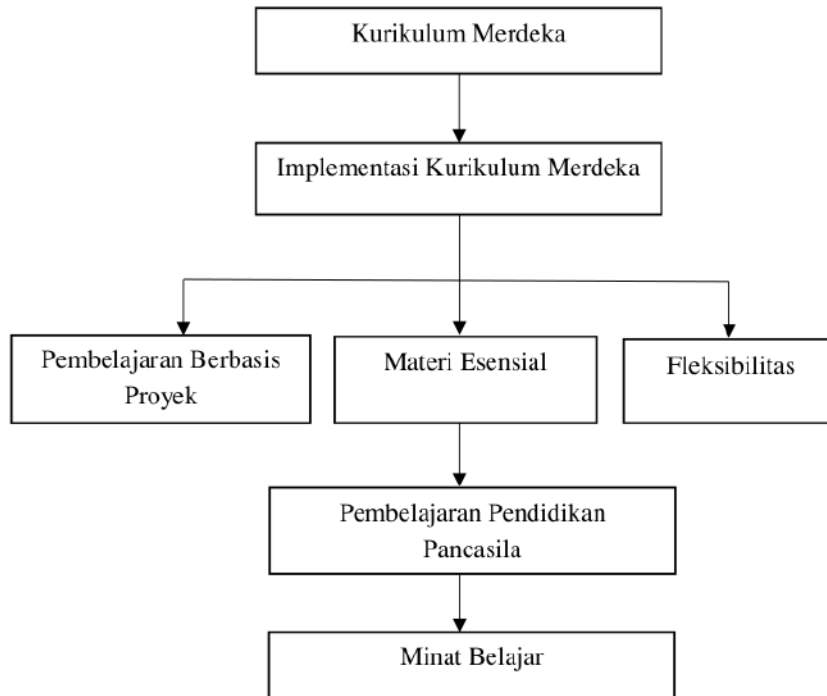 Kurikulum Merdeka
Implementasi Kurikulum Merdeka
Pembelajaran Berbasis
Proyek
Materi Esensial
Fleksibilitas
Pembelajaran Pendidikan
Pancasila
Minat Belajar